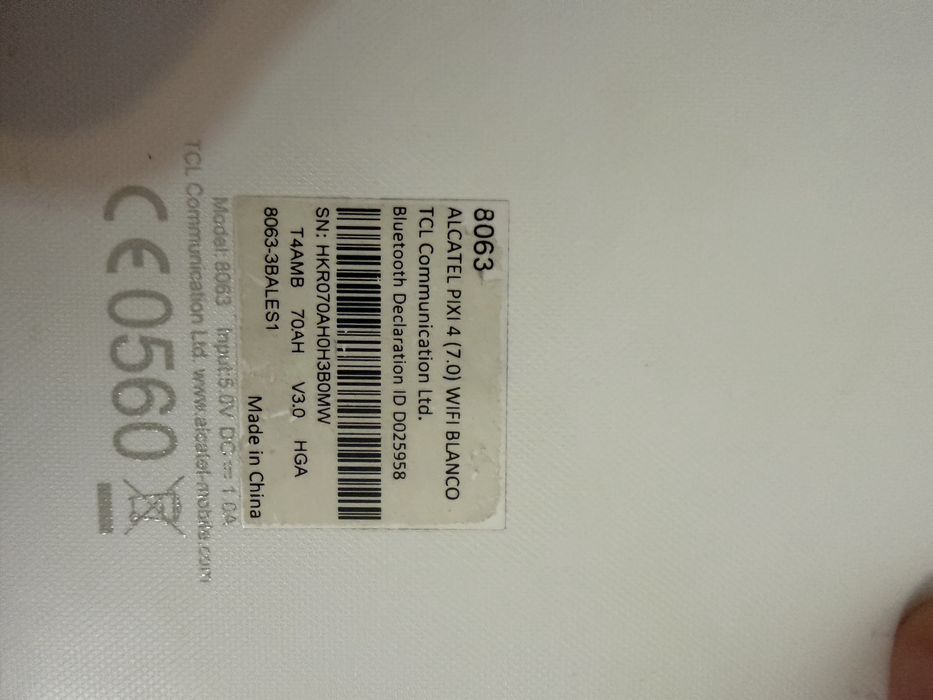 8063
ALCATEL PIXI 4 (7.0) WIFI BLANCO
TCL Communication Ltd.
Bluetooth Declaration ID D025958
SN: HKR070AH0H3B0MW
T4AMB 70AH V3.0 HGA
8063-3BALES1
Made in China
Model: 8063 Input:5.0V DC⎓ 1.0A
TCL Communication Ltd. www.alcatel-mobile.com
CE0560